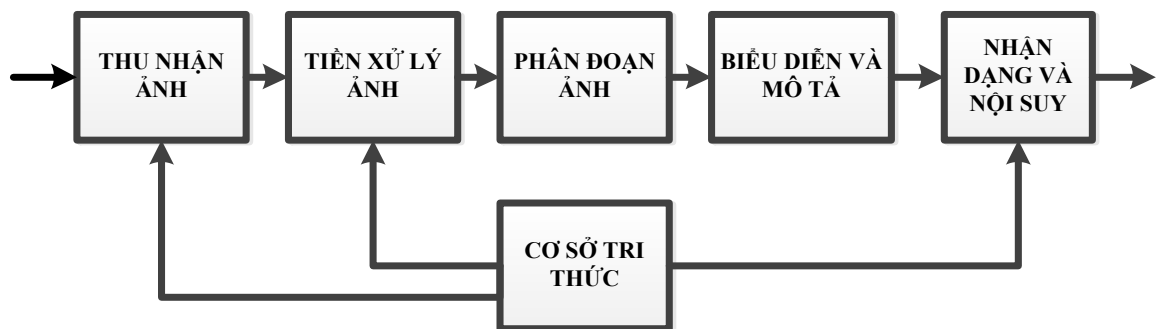 THU NHẬN
ẢNH
TIỀN XỬ LÝ
ẢNH
PHÂN ĐOẠN
ẢNH
BIỂU DIỄN VÀ
MÔ TẢ
NHẬN
DẠNG VÀ
NỘI SUY
CƠ SỞ TRI
THỨC